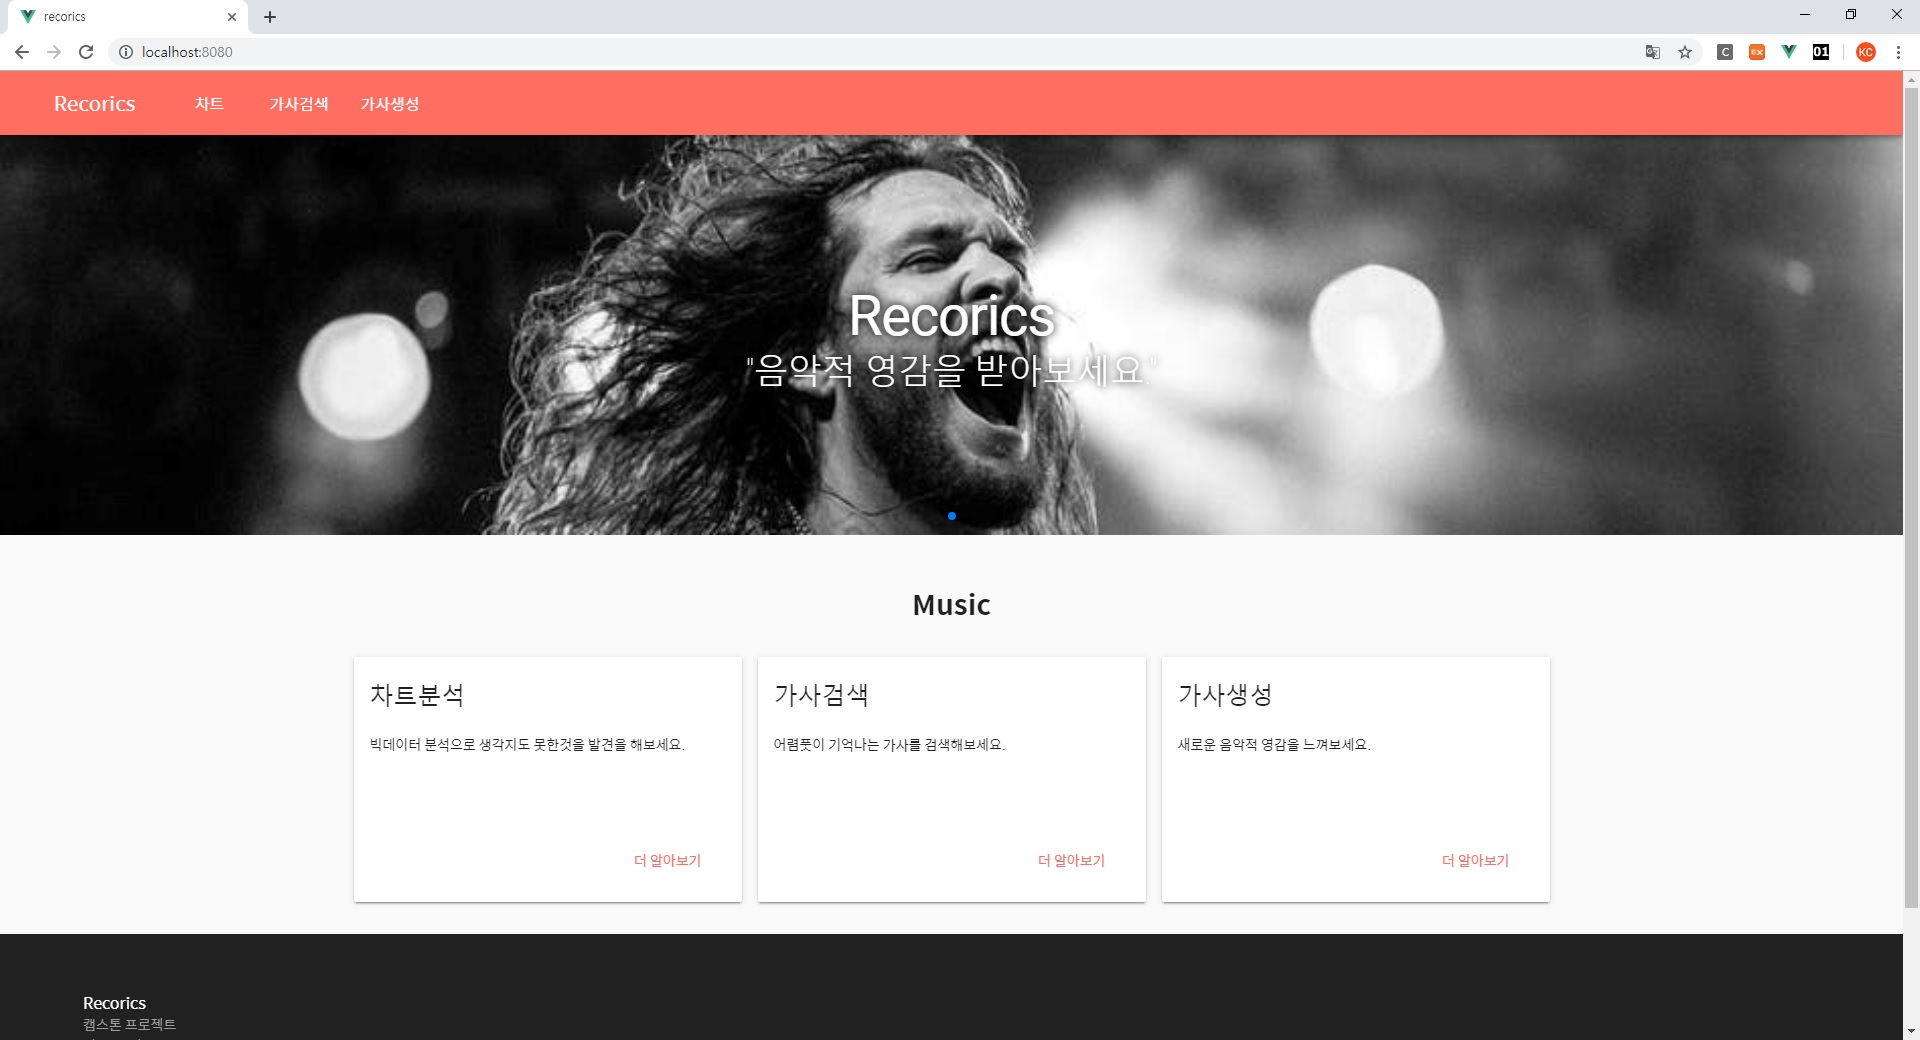 recorics
localhost:8080
C
01
KC
Recorics 차트 가사검색 가사생성
Recorics
"음악적 영감을 받아보세요."
Music
차트분석
빅데이터 분석으로 생각지도 못한것을 발견을 해보세요.
더 알아보기
가사검색
어렴풋이 기억나는 가사를 검색해보세요.
더 알아보기
가사생성
새로운 음악적 영감을 느껴보세요.
더 알아보기
Recorics
캡스톤 프로젝트